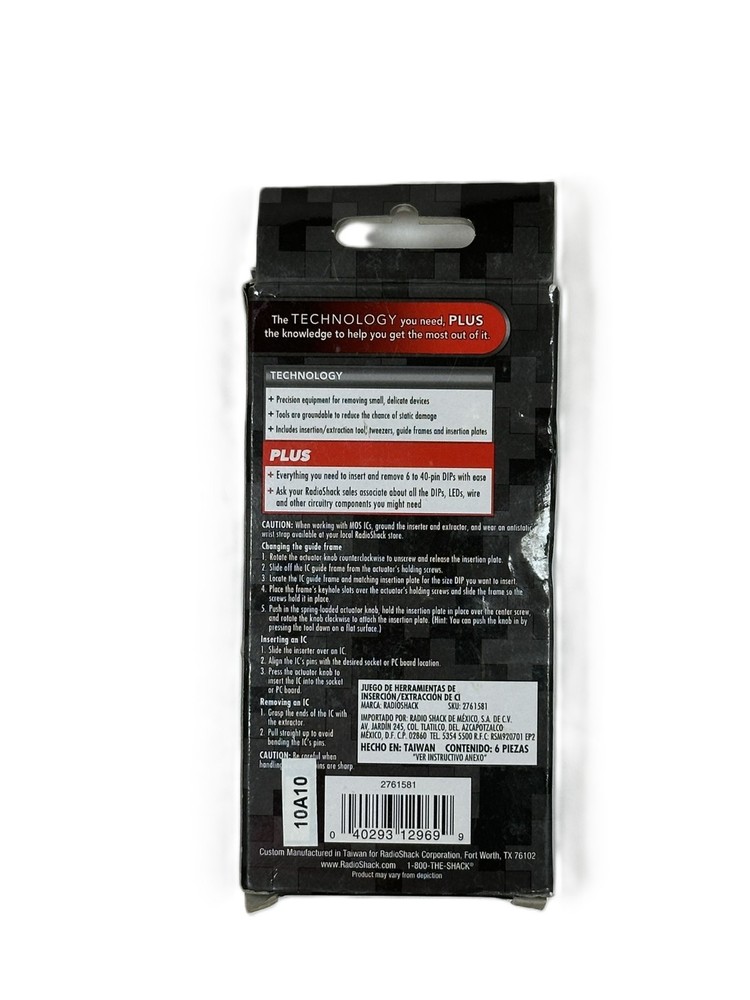 The TECHNOLOGY you need, PLUS
the knowledge to help you get the most out of it.
TECHNOLOGY
+ Precision equipment for removing small, delicate devices
+ Tools are groundable to reduce the chance of static damage
+ Includes insertion/extraction tool, tweezers, guide frames and insertion plates
PLUS
+ Everything you need to insert and remove 6 to 40-pin DIPs with ease
+ Ask your RadioShack sales associate about all the DIPs, LEDs, wire
and other circuitry components you might need
CAUTION: When working with MOS ICs, ground the inserter and extractor, and wear an antistatic
wrist strap available at your local RadioShack store.
Changing the guide frame
1. Rotate the actuator knob counterclockwise to unscrew and release the insertion plate.
2. Slide off the IC guide frame from the actuator's holding screws.
3 Locate the IC guide frame and matching insertion plate for the size DIP you want to insert.
4. Place the frame's keyhole slots over the actuator's holding screws and slide the frame so the
screws hold it in place.
5. Push in the spring-loaded actuator knob, hold the insertion plate in place over the center screw,
and rotate the knob clockwise to attach the insertion plate. (Hint: You can push the knob in by
pressing the tool down on a flat surface.)
Inserting an IC
1. Slide the inserter over an IC.
2. Align the IC's pins with the desired socket or PC board location.
3. Press the actuator knob to
insert the IC into the socket
or PC board.
Removing an IC
1. Grasp the ends of the IC with
the extractor.
2. Pull straight up to avoid
bending the IC's pins.
CAUTION: Be careful when
handling pins are sharp.
JUEGO DE HERRAMIENTAS DE
INSERCIÓN/EXTRACCIÓN DE CI
MARCA: RADIOSHACK SKU: 2761581
IMPORTADO POR: RADIO SHACK DE MÉXICO, S.A. DE C.V.
AV, JARDÍN 245, COL. TLATILCO, DEL. AZCAPOTZALCO
MÉXICO, D.F. C.P. 02860 TEL. 5354 5500 R.F.C: RSM920701 EP2
HECHO EN: TAIWAN CONTENIDO: 6 PIEZAS
"VER INSTRUCTIVO ANEXO"
10A10
2761581
0 40293 12969 9
Custom Manufactured in Taiwan for RadioShack Corporation, Fort Worth, TX 76102
www.RadioShack.com 1-800-THE-SHACK®
Product may vary from depiction